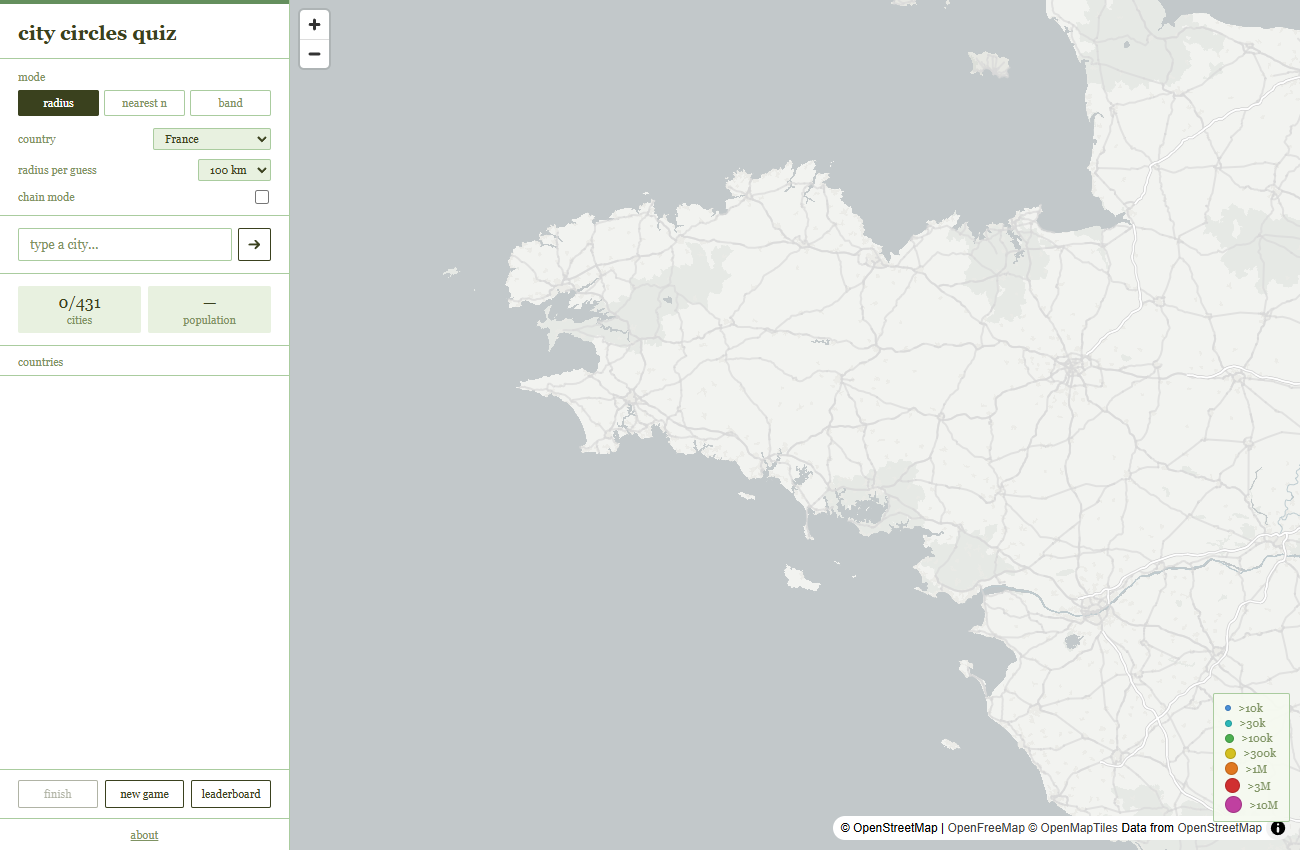 city circles quiz
mode
radius
nearest n
band
country
France
radius per guess
100 km
chain mode
type a city...
0/431
cities
—
population
countries
finish
new game
leaderboard
about
+
−
>10k
>30k
>100k
>300k
>1M
>3M
>10M
© OpenStreetMap | OpenFreeMap © OpenMapTiles Data from OpenStreetMap